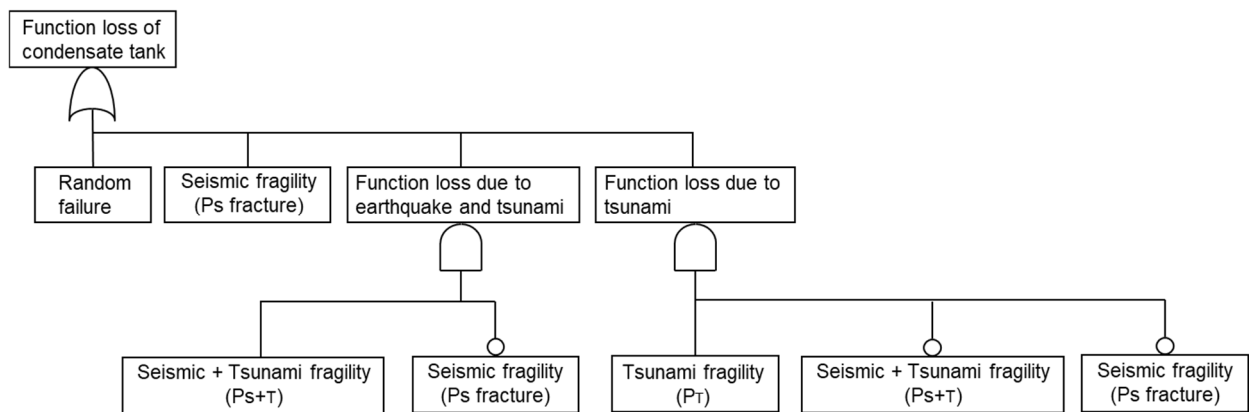 Function loss of
condensate tank
Random
failure
Seismic fragility
(Ps fracture)
Function loss due to
earthquake and tsunami
Function loss due to
tsunami
Seismic + Tsunami fragility
(Ps+T)
Seismic fragility
(Ps fracture)
Tsunami fragility
(PT)
Seismic + Tsunami fragility
(Ps+T)
Seismic fragility
(Ps fracture)